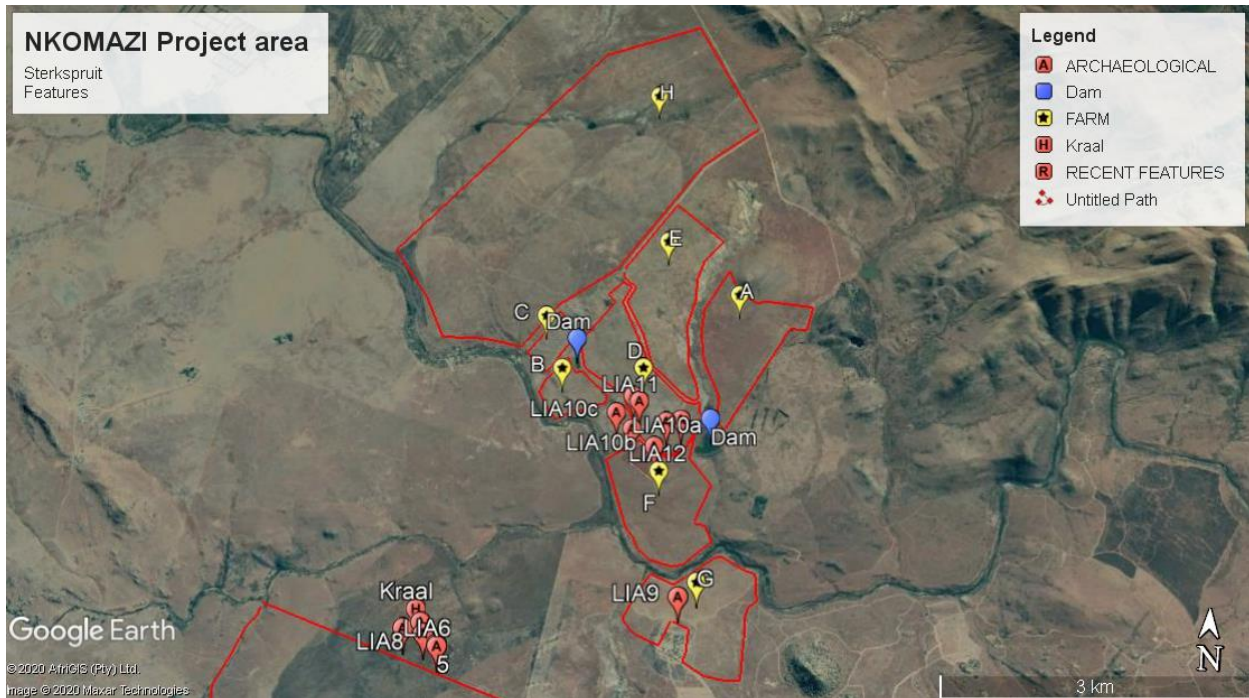 NKOMAZI Project area
Sterkspruit
Features
Legend
A ARCHAEOLOGICAL
Dam
FARM
H Kraal
R RECENT FEATURES
Untitled Path
H
E
A
C
Dam
B
D
LIA11
A
LIA10c
A
LIA10a
LIA10b
Dam
LIA12
F
G
LIA9
A
Kraal
H
LIA6
LIA8
A
5
Google Earth
© 2020 AfriGIS (Pty) Ltd.
Image © 2020 Maxar Technologies
N
3 km